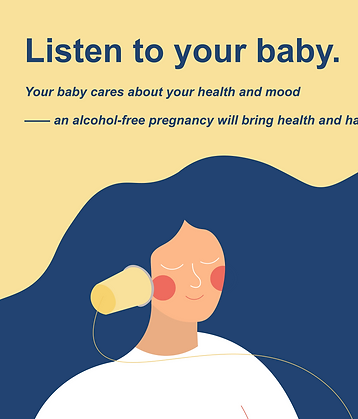 Listen to your baby.
Your baby cares about your health and mood
—— an alcohol-free pregnancy will bring health and ha